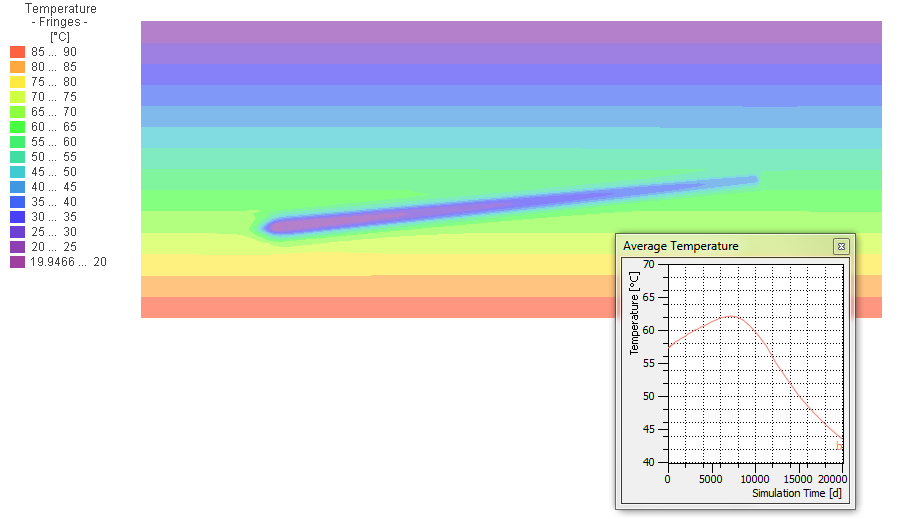 Temperature
- Fringes -
[°C]
85 ... 90
80 ... 85
75 ... 80
70 ... 75
65 ... 70
60 ... 65
55 ... 60
50 ... 55
45 ... 50
40 ... 45
35 ... 40
30 ... 35
25 ... 30
20 ... 25
19.9466 ... 20
Average Temperature
Temperature [°C]
70
65
60
55
50
45
40
0 5000 10000 15000 20000
Simulation Time [d]